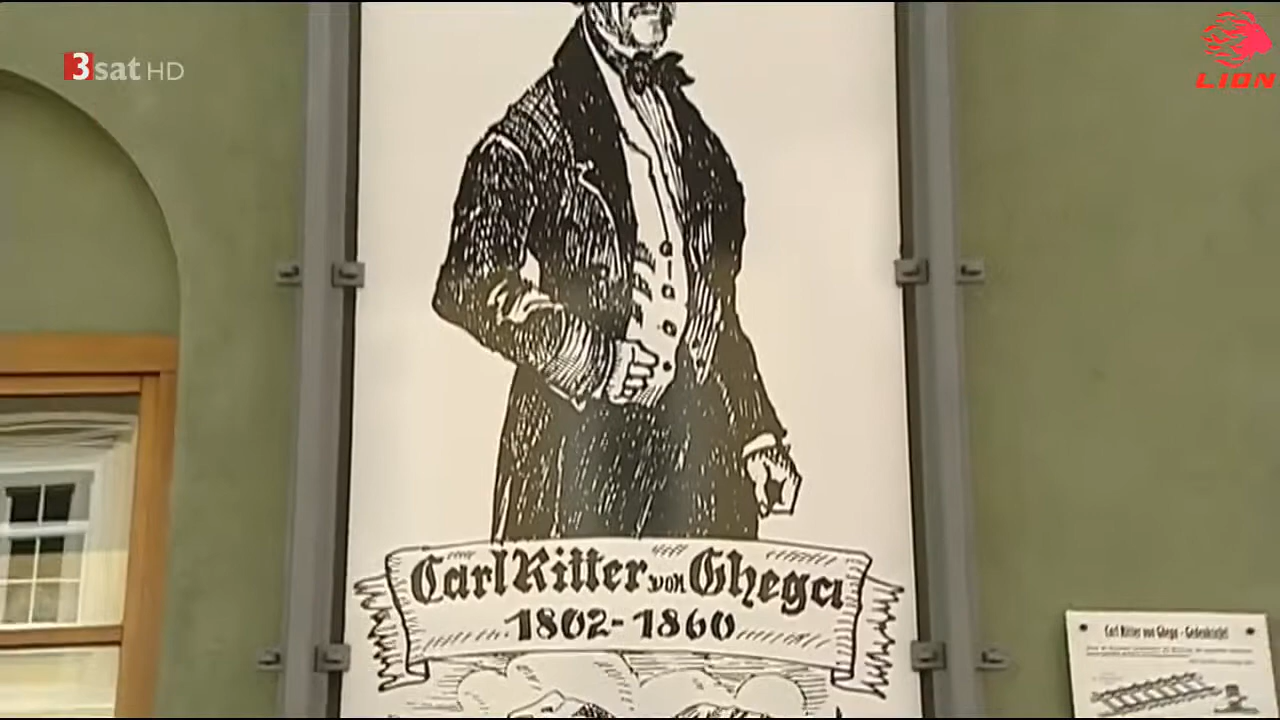 3sat HD
LION
Carl Ritter von Ghega
1802-1860
Carl Ritter von Ghega - Gedenktafel